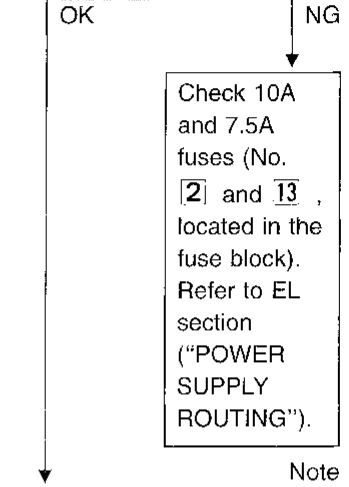 OK NG
Check 10A
and 7.5A
fuses (No.
2 and 13 ,
located in the
fuse block).
Refer to EL
section
("POWER
SUPPLY
ROUTING").
Note